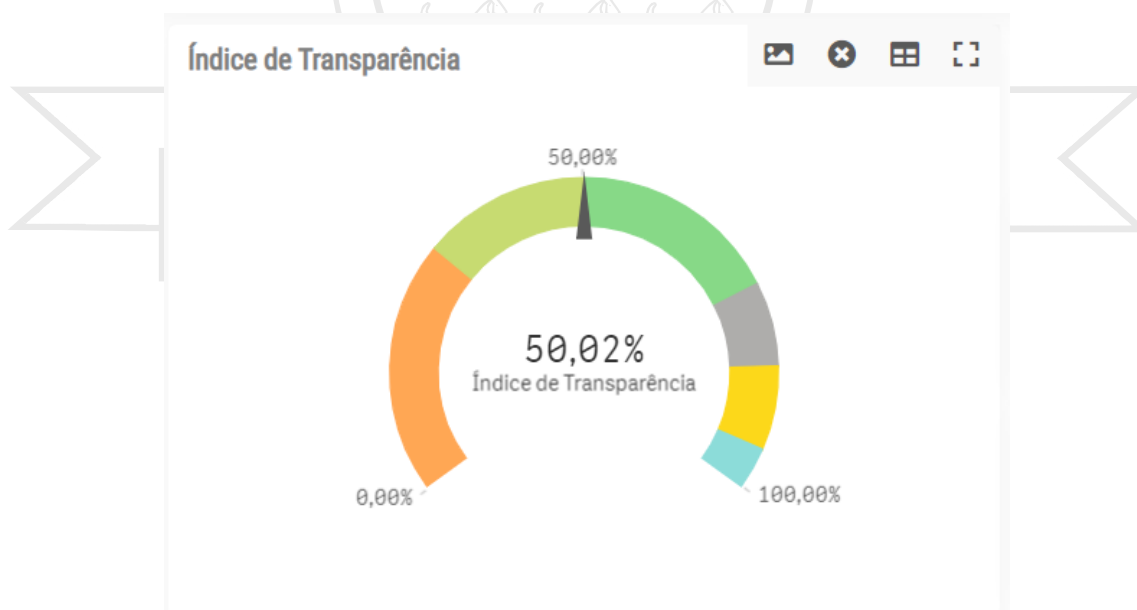 Índice de Transparência
50,00%
50,02%
Índice de Transparência
0,00%
100,00%